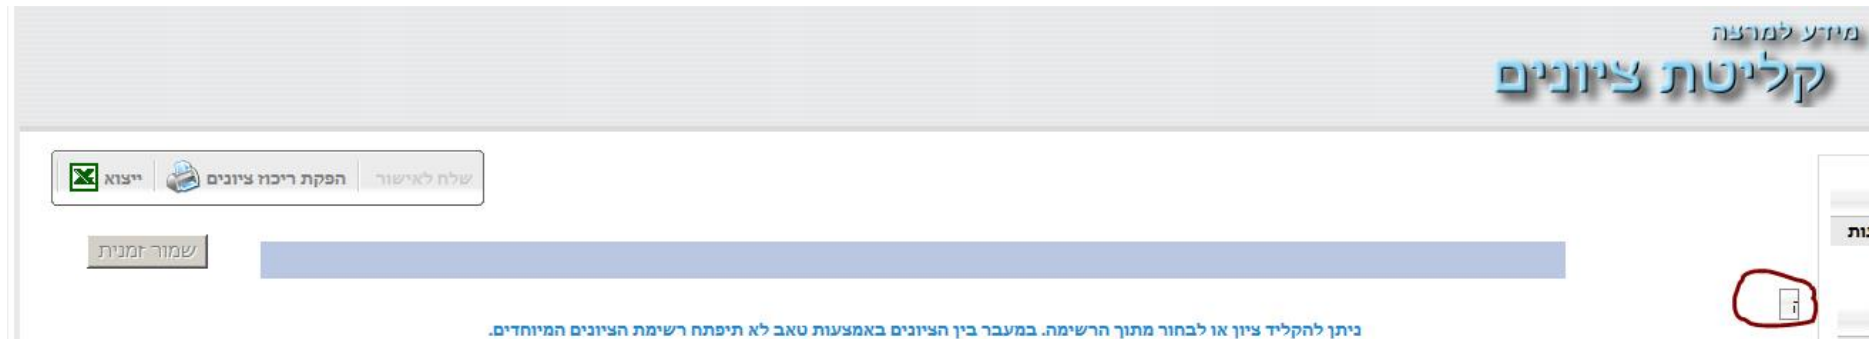 מידע למרצה
קליטת ציונים
שלח לאישור הפקת ריכוז ציונים ייצוא
שמור זמנית
ניתן להקליד ציון או לבחור מתוך הרשימה. במעבר בין הציונים באמצעות טאב לא תיפתח רשימת הציונים המיוחדים.